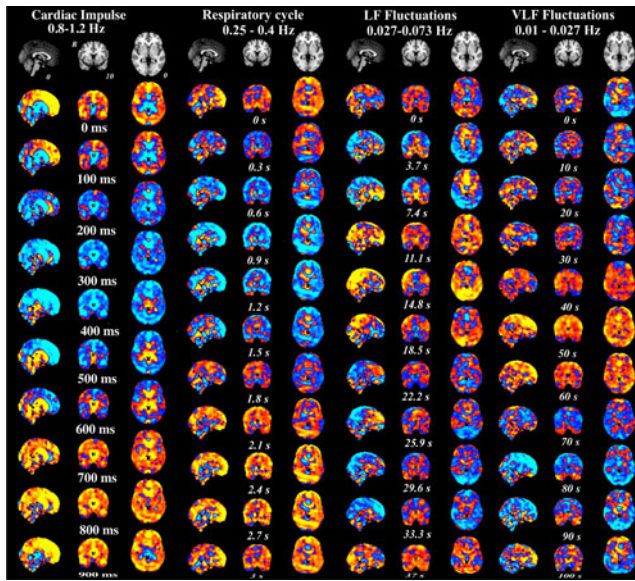 Cardiac Impulse
0.8-1.2 Hz
Respiratory cycle
0.25 - 0.4 Hz
LF Fluctuations
0.027-0.073 Hz
VLF Fluctuations
0.01 - 0.027 Hz
R
0 10 0
0 ms
100 ms
200 ms
300 ms
400 ms
500 ms
600 ms
700 ms
800 ms
900 ms
0 s
0.3 s
0.6 s
0.9 s
1.2 s
1.5 s
1.8 s
2.1 s
2.4 s
2.7 s
3 s
0 s
3.7 s
7.4 s
11.1 s
14.8 s
18.5 s
22.2 s
25.9 s
29.6 s
33.3 s
37 s
0 s
10 s
20 s
30 s
40 s
50 s
60 s
70 s
80 s
90 s
100 s